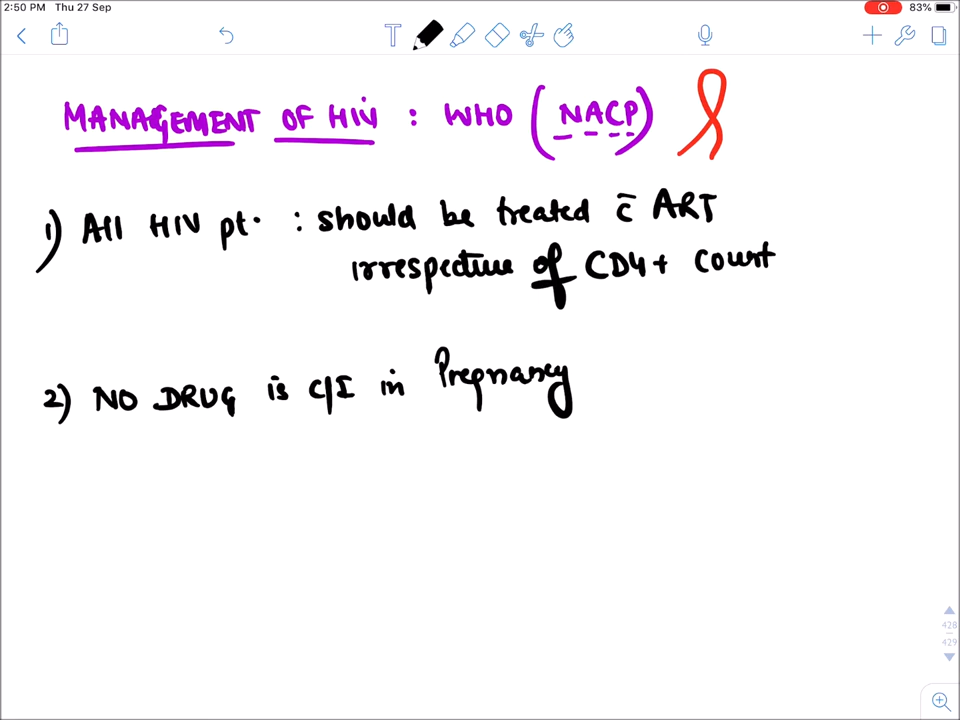 2:50 PM Thu 27 Sep
83%
T
MANAGEMENT OF HIV : WHO (NACP)
1) All HIV pt. : should be treated c̄ ART
irrespective of CD4+ count
2) NO DRUG is C/I in Pregnancy
428
429